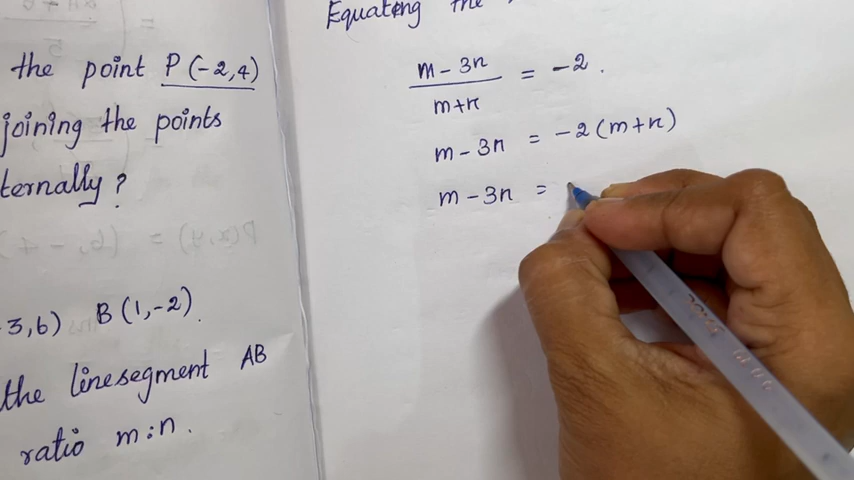 the point P(-2,4)
joining the points
ternally?
3,6) B(1,-2).
the linesegment AB
ratio m:n.
Equating the
m-3n/m+n = -2.
m-3n = -2(m+n)
m-3n =